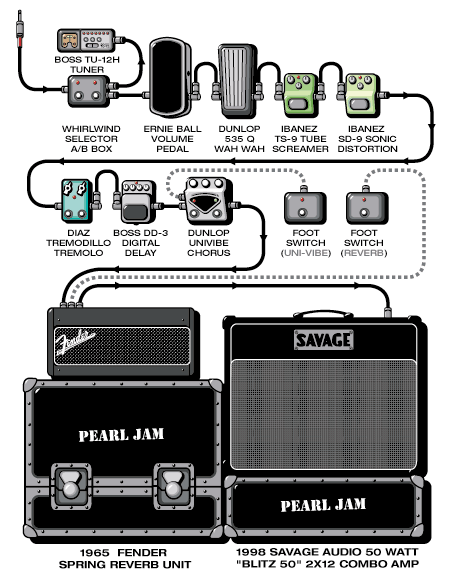 BOSS TU-12H
TUNER
WHIRLWIND
SELECTOR
A/B BOX
ERNIE BALL
VOLUME
PEDAL
DUNLOP
535 Q
WAH WAH
IBANEZ
TS-9 TUBE
SCREAMER
IBANEZ
SD-9 SONIC
DISTORTION
DIAZ
TREMODILLO
TREMOLO
BOSS DD-3
DIGITAL
DELAY
DUNLOP
UNIVIBE
CHORUS
FOOT
SWITCH
(UNI-VIBE)
FOOT
SWITCH
(REVERB)
Fender
SAVAGE
PEARL JAM
PEARL JAM
1965 FENDER
SPRING REVERB UNIT
1998 SAVAGE AUDIO 50 WATT
"BLITZ 50" 2X12 COMBO AMP